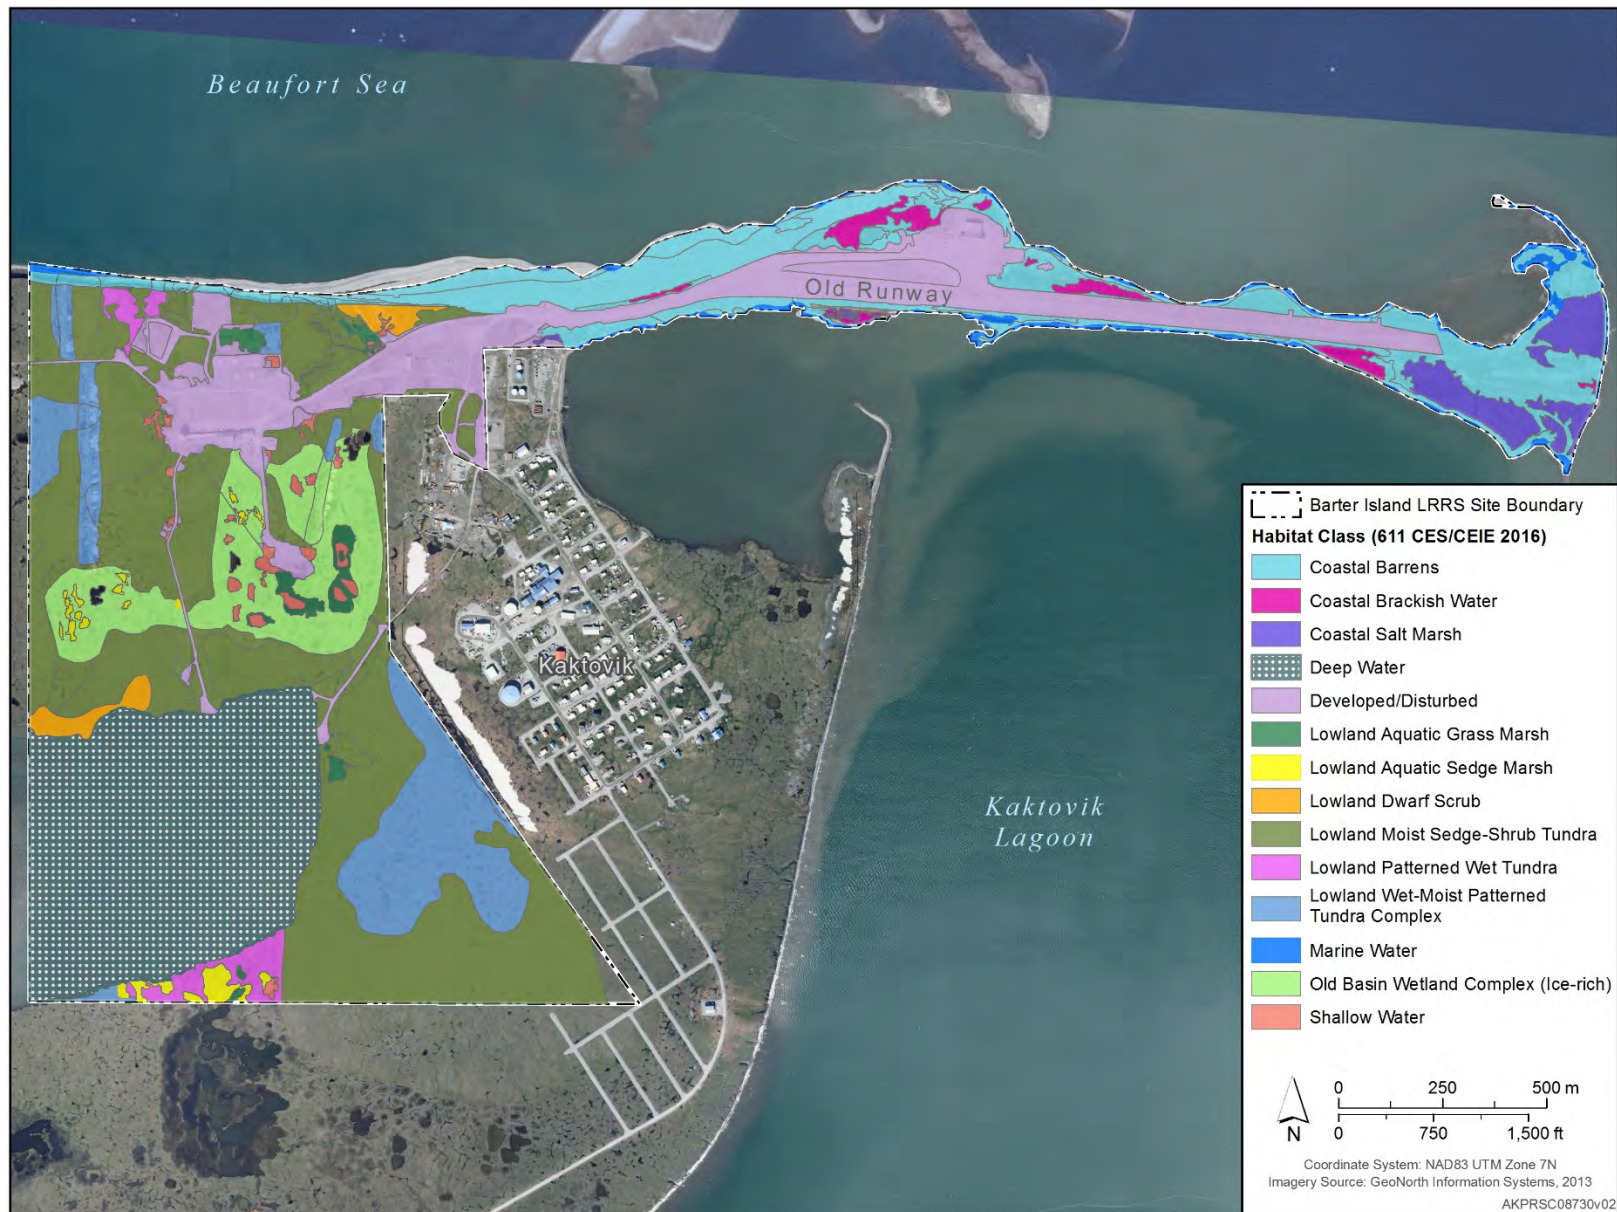 Beaufort Sea
Old Runway
Kaktovik
Kaktovik
Lagoon
Barter Island LRRS Site Boundary
Habitat Class (611 CES/CEIE 2016)
Coastal Barrens
Coastal Brackish Water
Coastal Salt Marsh
Deep Water
Developed/Disturbed
Lowland Aquatic Grass Marsh
Lowland Aquatic Sedge Marsh
Lowland Dwarf Scrub
Lowland Moist Sedge-Shrub Tundra
Lowland Patterned Wet Tundra
Lowland Wet-Moist Patterned
Tundra Complex
Marine Water
Old Basin Wetland Complex (Ice-rich)
Shallow Water
N
0 250 500 m
0 750 1,500 ft
Coordinate System: NAD83 UTM Zone 7N
Imagery Source: GeoNorth Information Systems, 2013
AKPRSC08730v02